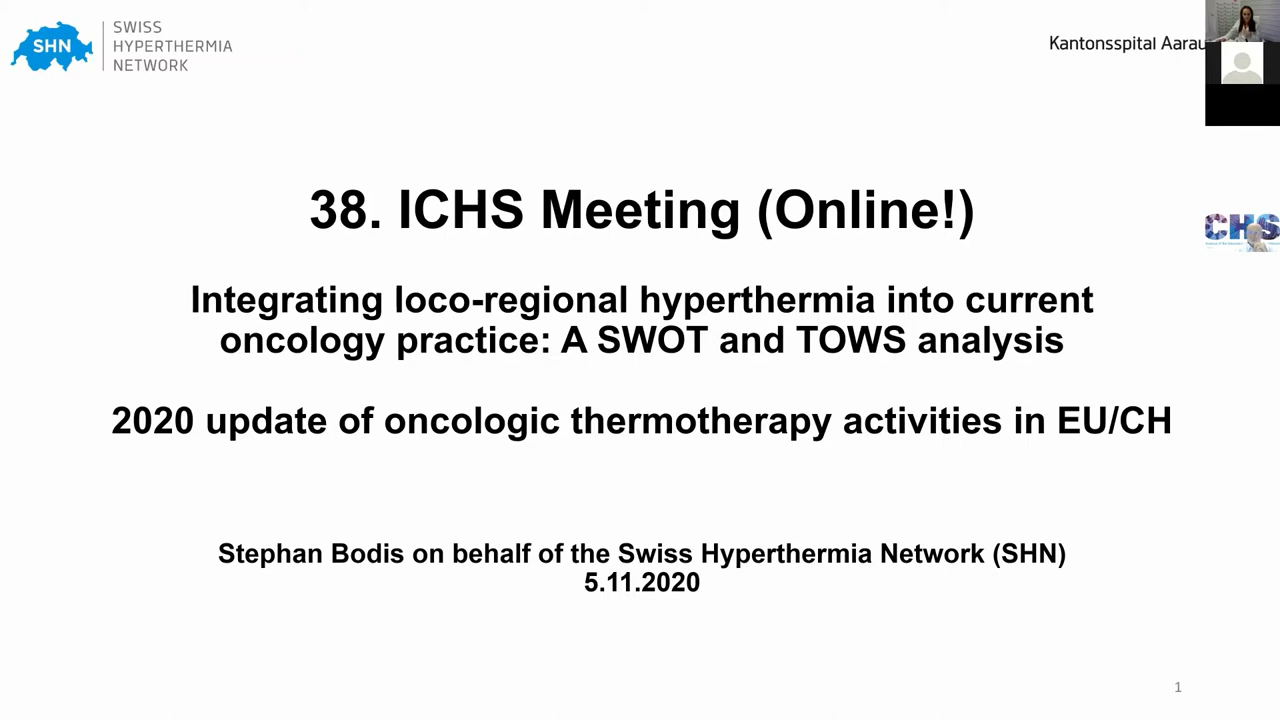 SHN
SWISS
HYPERTHERMIA
NETWORK
Kantonsspital Aarau
38. ICHS Meeting (Online!)
CHS
Integrating loco-regional hyperthermia into current
oncology practice: A SWOT and TOWS analysis
2020 update of oncologic thermotherapy activities in EU/CH
Stephan Bodis on behalf of the Swiss Hyperthermia Network (SHN)
5.11.2020
1